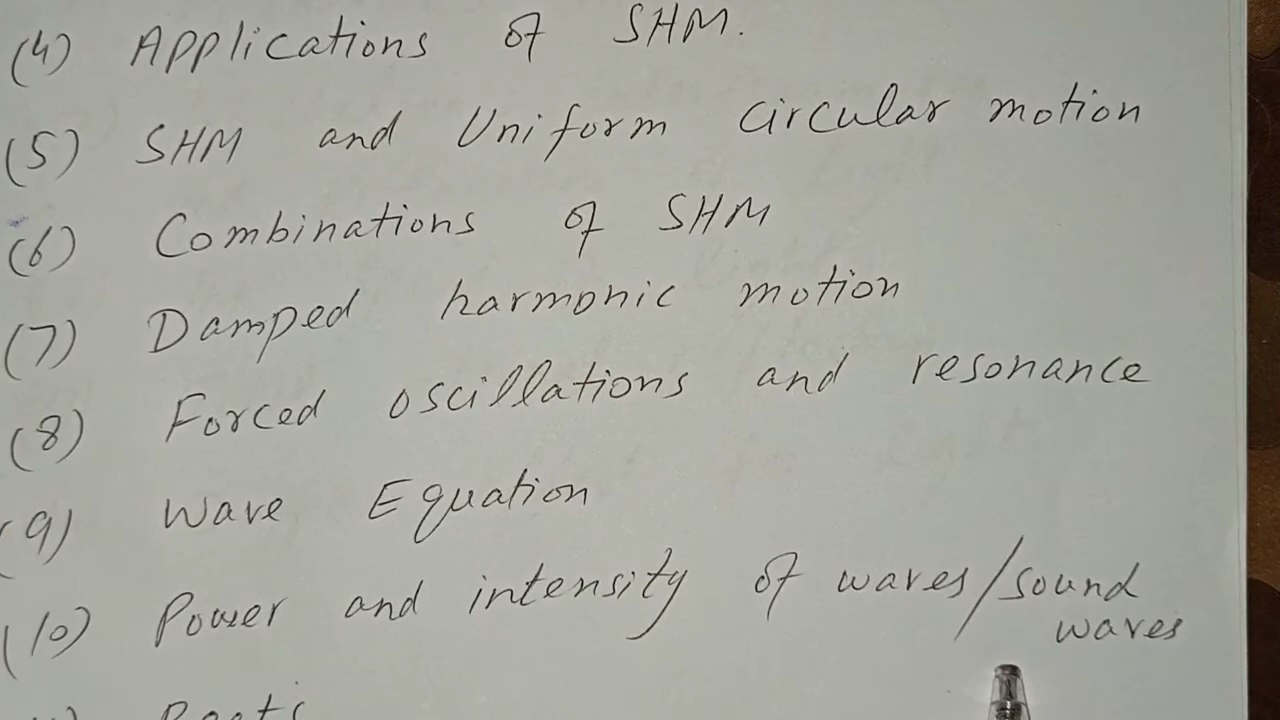 (4) Applications of SHM.
(5) SHM and Uniform circular motion
(6) Combinations of SHM
(7) Damped harmonic motion
(8) Forced oscillations and resonance
(9) Wave Equation
(10) Power and intensity of waves/sound
waves
Beats